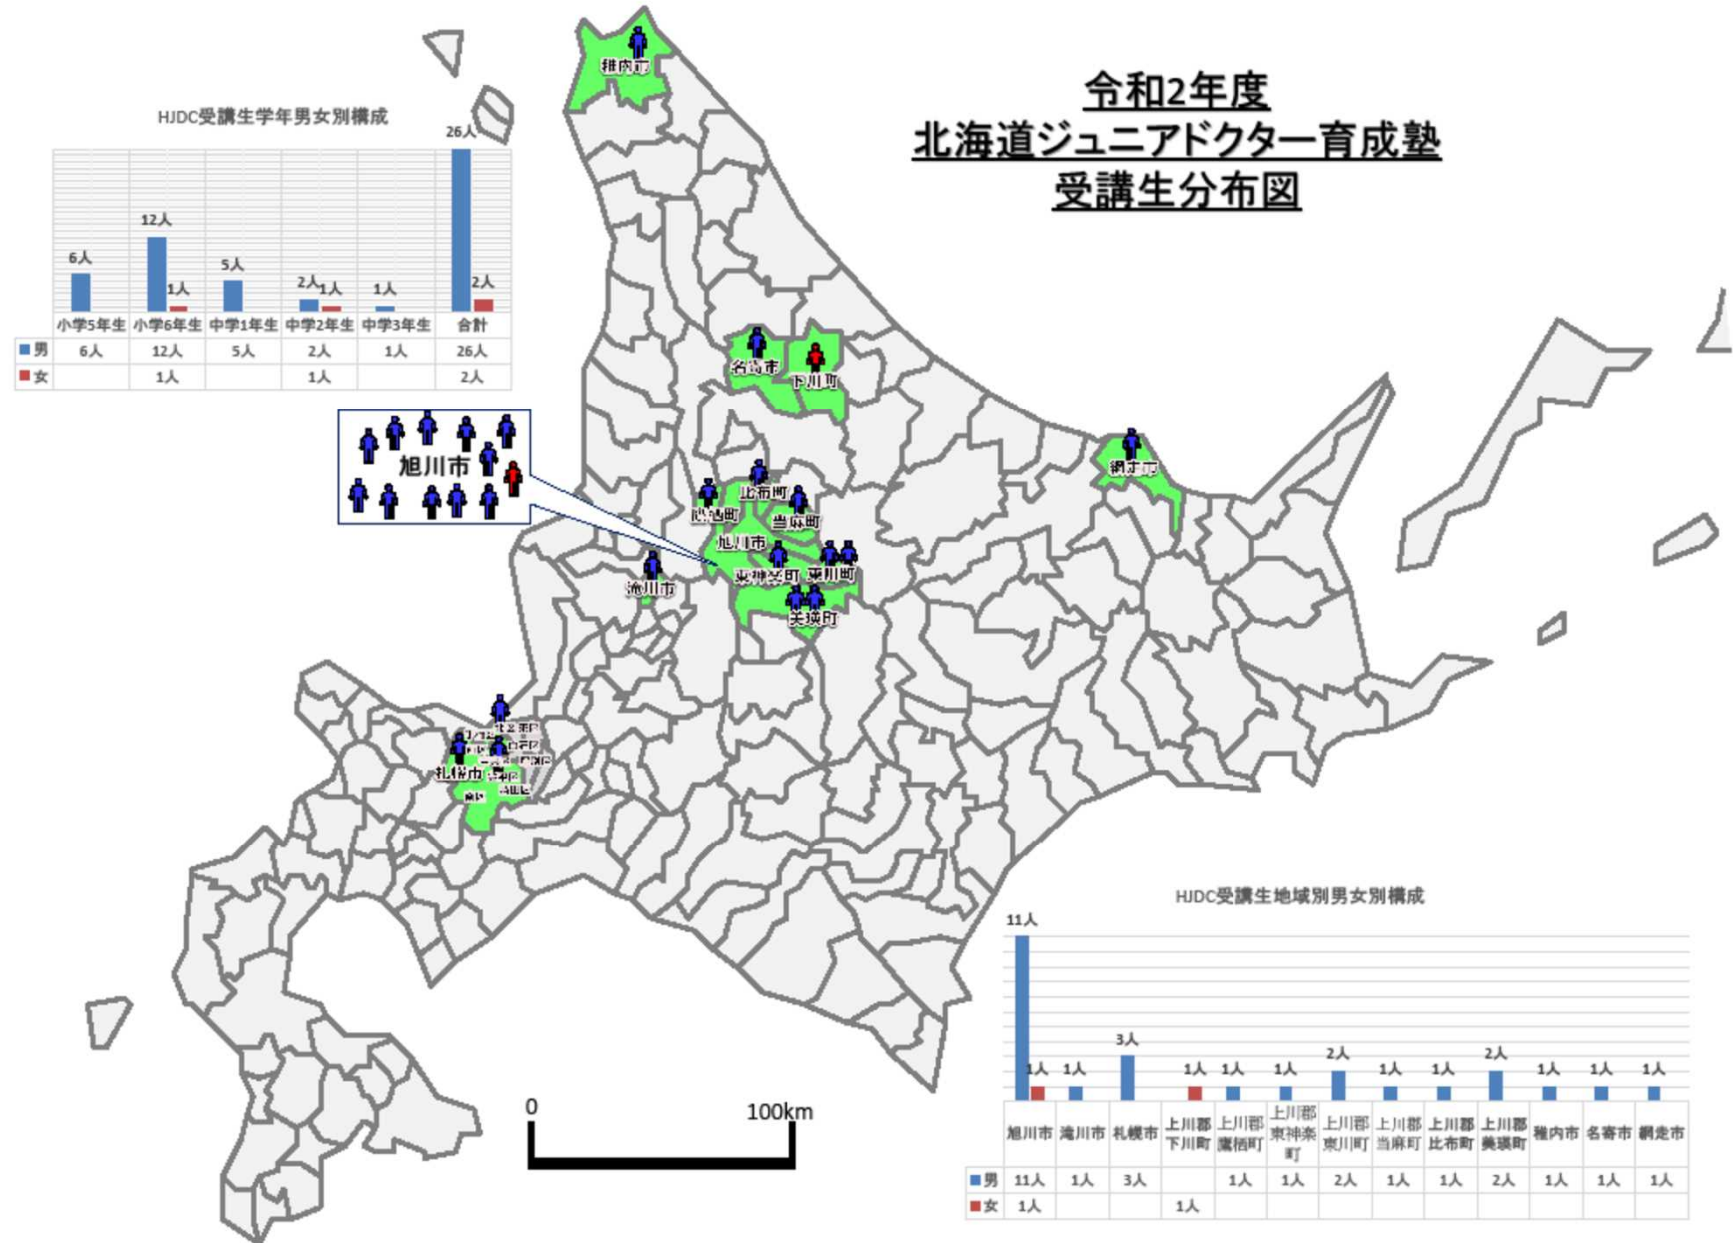 令和2年度
北海道ジュニアドクター育成塾
受講生分布図
HJDC受講生学年男女別構成
26人
12人
6人
5人
1人
2人
1人
1人
2人
小学5年生 小学6年生 中学1年生 中学2年生 中学3年生 合計
男 6人 12人 5人 2人 1人 26人
女 1人 1人 2人
稚内市
名寄市
下川町
旭川市
網走市
比布町
鷹栖町
当麻町
旭川市
東神楽町
東川町
滝川市
美瑛町
札幌市
南区
0 100km
HJDC受講生地域別男女別構成
11人
3人
2人 2人
1人 1人 1人 1人 1人 1人 1人 1人 1人 1人
旭川市 滝川市 札幌市 上川郡下川町 上川郡鷹栖町 上川郡東神楽町 上川郡東川町 上川郡当麻町 上川郡比布町 上川郡美瑛町 稚内市 名寄市 網走市
男 11人 1人 3人 1人 1人 2人 1人 1人 2人 1人 1人 1人
女 1人 1人